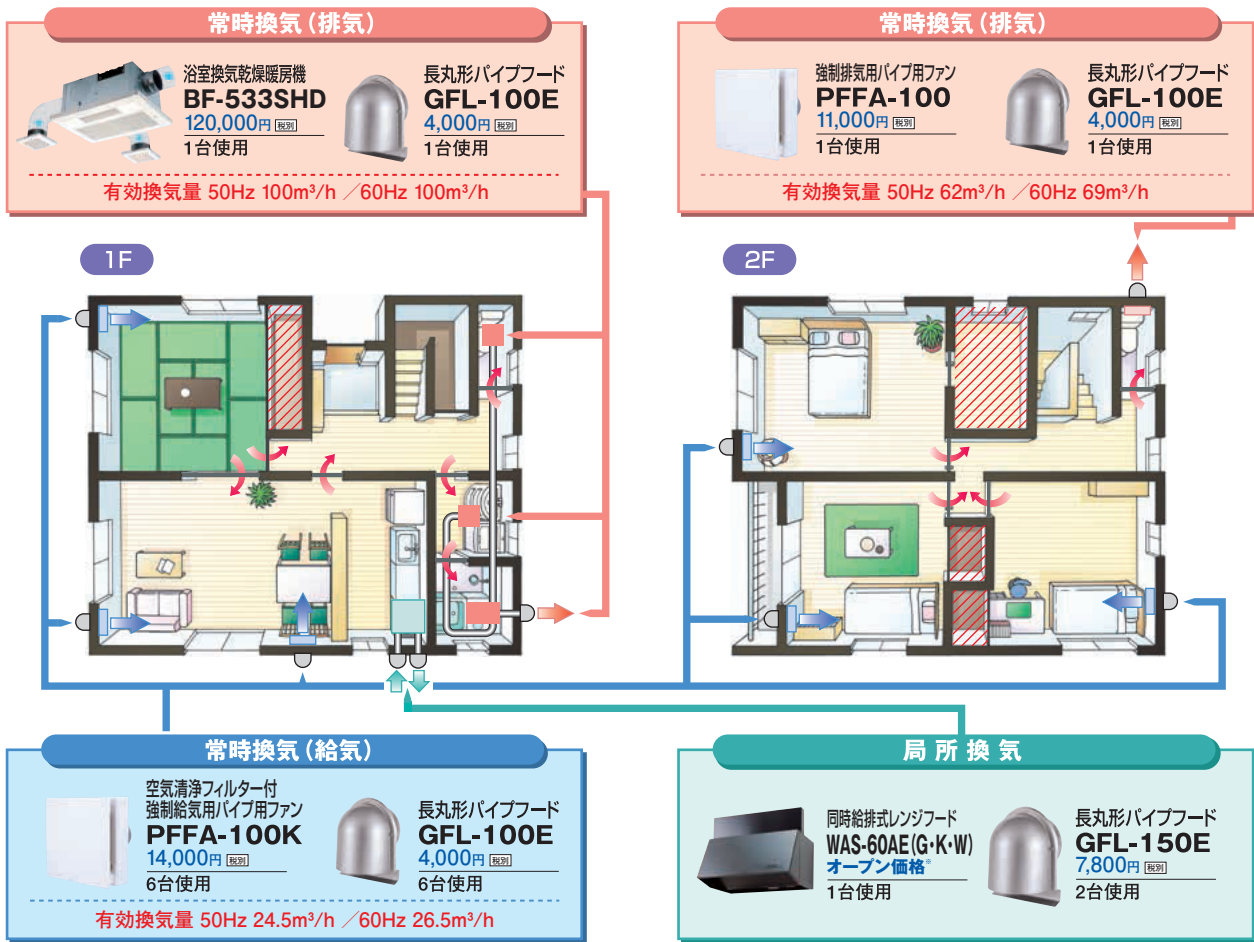 常時換気(排気)
浴室換気乾燥暖房機
BF-533SHD
120,000円 税別
1台使用
長丸形パイプフード
GFL-100E
4,000円 税別
1台使用
有効換気量 50Hz 100m³/h /60Hz 100m³/h
常時換気(排気)
強制排気用パイプ用ファン
PFFA-100
11,000円 税別
1台使用
長丸形パイプフード
GFL-100E
4,000円 税別
1台使用
有効換気量 50Hz 62m³/h /60Hz 69m³/h
1F
2F
常時換気(給気)
空気清浄フィルター付
強制給気用パイプ用ファン
PFFA-100K
14,000円 税別
6台使用
長丸形パイプフード
GFL-100E
4,000円 税別
6台使用
有効換気量 50Hz 24.5m³/h /60Hz 26.5m³/h
局所換気
同時給排式レンジフード
WAS-60AE(G・K・W)
オープン価格※
1台使用
長丸形パイプフード
GFL-150E
7,800円 税別
2台使用